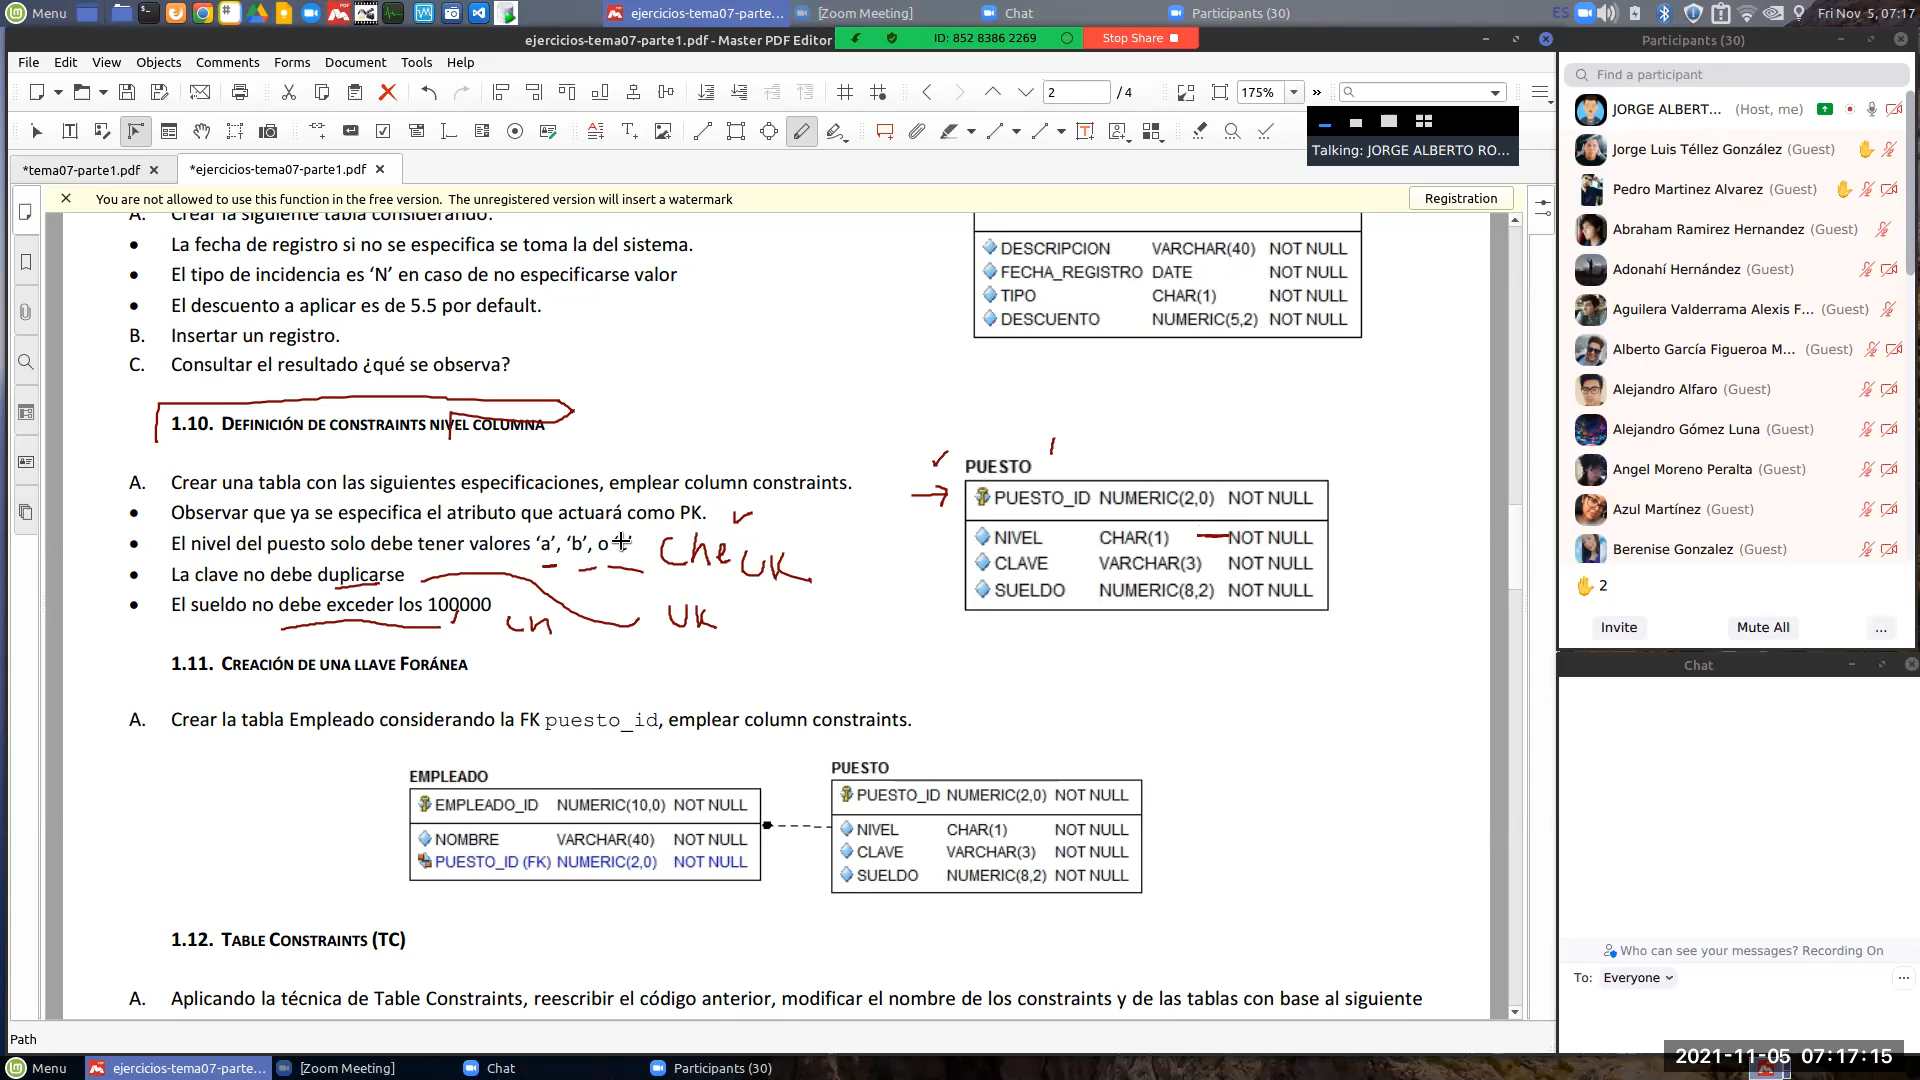 Menu
ejercicios-tema07-parte...
[Zoom Meeting]
Chat
Participants (30)
ES
Fri Nov 5, 07:17
ejercicios-tema07-parte1.pdf - Master PDF Editor
ID: 852 8386 2269
Stop Share
Participants (30)
File Edit View Objects Comments Forms Document Tools Help
2 / 4
175%
Talking: JORGE ALBERTO RO...
*tema07-parte1.pdf
*ejercicios-tema07-parte1.pdf
You are not allowed to use this function in the free version. The unregistered version will insert a watermark
Registration
A. Crear la siguiente tabla considerando:
• La fecha de registro si no se especifica se toma la del sistema.
• El tipo de incidencia es ‘N’ en caso de no especificarse valor
• El descuento a aplicar es de 5.5 por default.
B. Insertar un registro.
C. Consultar el resultado ¿qué se observa?
DESCRIPCION VARCHAR(40) NOT NULL
FECHA_REGISTRO DATE NOT NULL
TIPO CHAR(1) NOT NULL
DESCUENTO NUMERIC(5,2) NOT NULL
1.10. DEFINICIÓN DE CONSTRAINTS NIVEL COLUMNA
A. Crear una tabla con las siguientes especificaciones, emplear column constraints.
• Observar que ya se especifica el atributo que actuará como PK.
• El nivel del puesto solo debe tener valores ‘a’, ‘b’, o
• La clave no debe duplicarse
• El sueldo no debe exceder los 100000
Check
UK
PUESTO
PUESTO_ID NUMERIC(2,0) NOT NULL
NIVEL CHAR(1) NOT NULL
CLAVE VARCHAR(3) NOT NULL
SUELDO NUMERIC(8,2) NOT NULL
1.11. CREACIÓN DE UNA LLAVE FORÁNEA
A. Crear la tabla Empleado considerando la FK puesto_id, emplear column constraints.
EMPLEADO
EMPLEADO_ID NUMERIC(10,0) NOT NULL
NOMBRE VARCHAR(40) NOT NULL
PUESTO_ID (FK) NUMERIC(2,0) NOT NULL
PUESTO
PUESTO_ID NUMERIC(2,0) NOT NULL
NIVEL CHAR(1) NOT NULL
CLAVE VARCHAR(3) NOT NULL
SUELDO NUMERIC(8,2) NOT NULL
1.12. TABLE CONSTRAINTS (TC)
A. Aplicando la técnica de Table Constraints, reescribir el código anterior, modificar el nombre de los constraints y de las tablas con base al siguiente
Path
Find a participant
JORGE ALBERT... (Host, me)
Jorge Luis Téllez González (Guest)
Pedro Martinez Alvarez (Guest)
Abraham Ramirez Hernandez (Guest)
Adonahí Hernández (Guest)
Aguilera Valderrama Alexis F... (Guest)
Alberto García Figueroa M... (Guest)
Alejandro Alfaro (Guest)
Alejandro Gómez Luna (Guest)
Angel Moreno Peralta (Guest)
Azul Martínez (Guest)
Berenise Gonzalez (Guest)
2
Invite
Mute All
...
Chat
Who can see your messages? Recording On
To: Everyone
2021-11-05 07:17:15
Menu
ejercicios-tema07-parte...
[Zoom Meeting]
Chat
Participants (30)